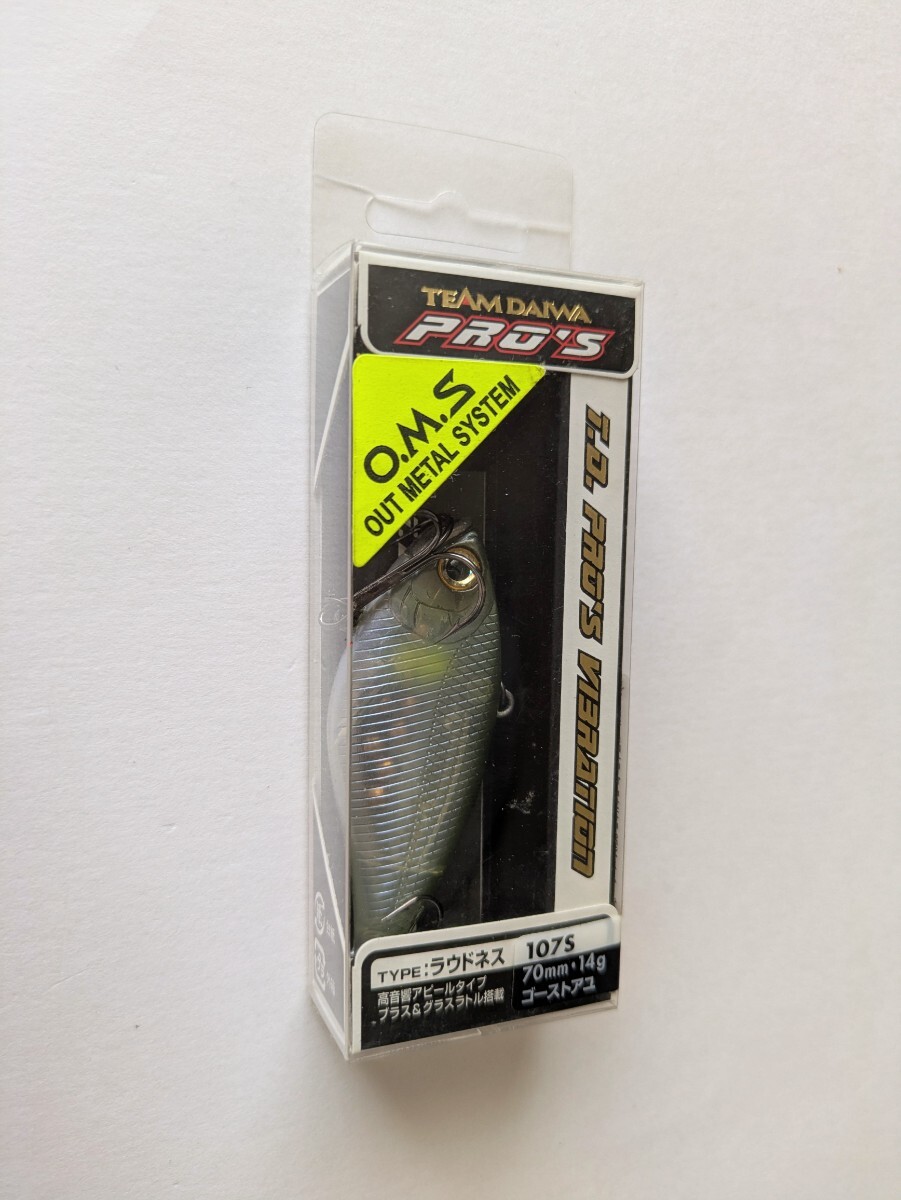 TEAM DAIWA
PRO'S
O.M.S
OUT METAL SYSTEM
T.D. PRO'S VIBRATION
TYPE:ラウドネス
高音響アピールタイプ
ブラス&グラスラトル搭載
107S
70mm・14g
ゴーストアユ